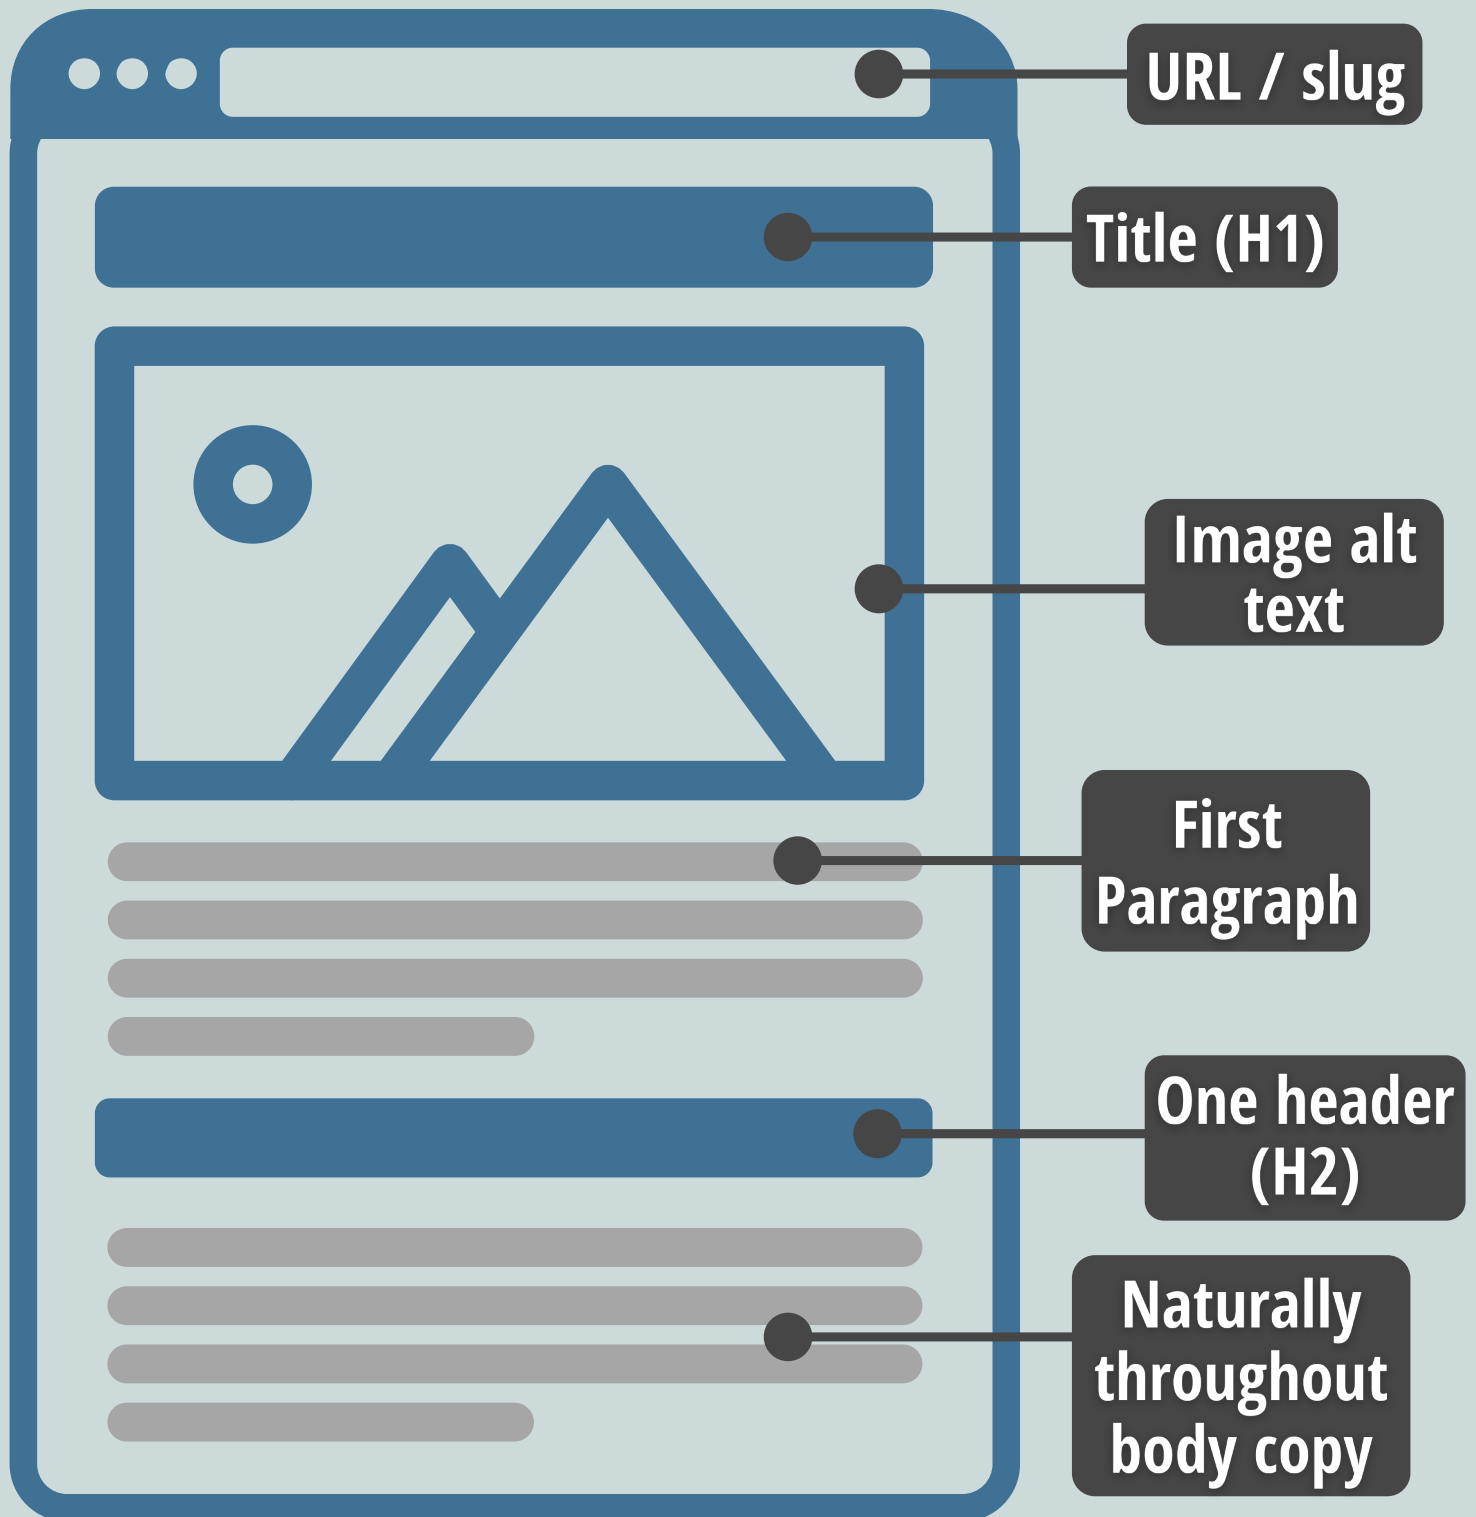 URL / slug
Title (H1)
Image alt
text
First
Paragraph
One header
(H2)
Naturally
throughout
body copy